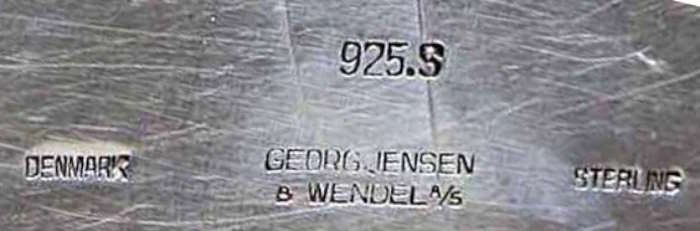 925.S
DENMARK
GEORG JENSEN
& WENDEL A/S
STERLING